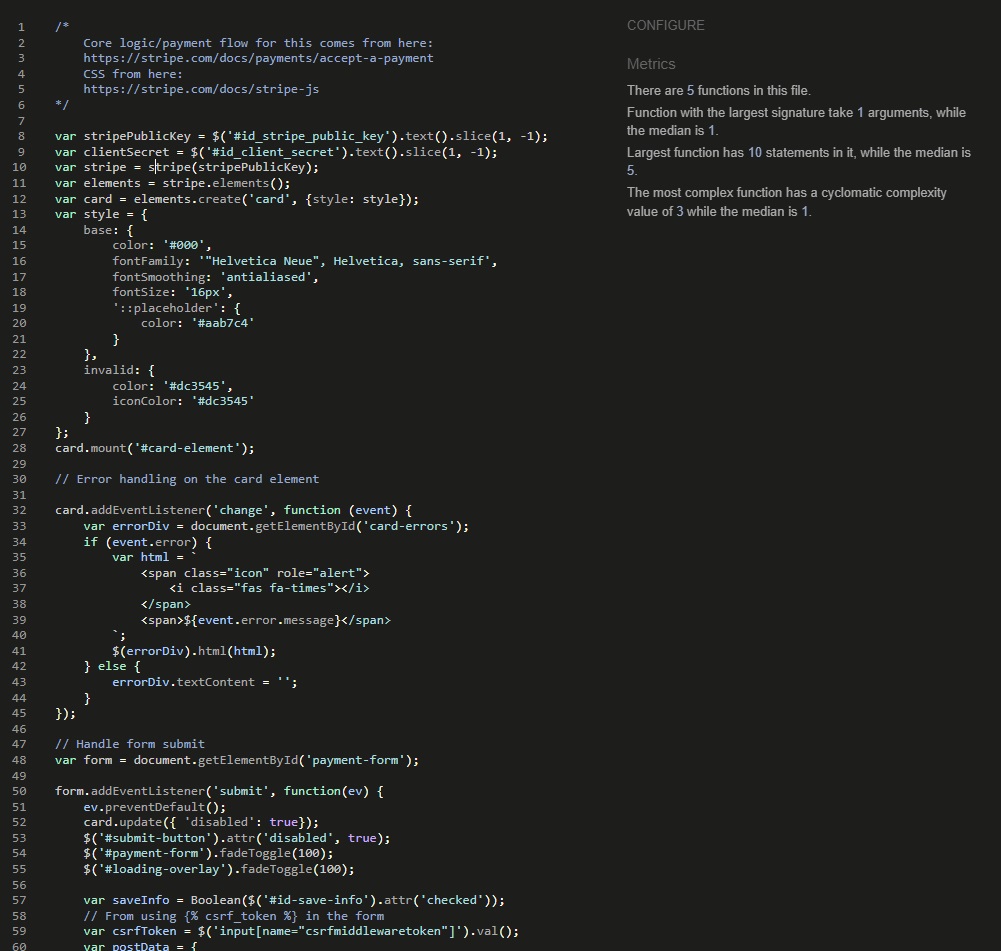 1 /*
2 Core logic/payment flow for this comes from here:
3 https://stripe.com/docs/payments/accept-a-payment
4 CSS from here:
5 https://stripe.com/docs/stripe-js
6 */
7
8 var stripePublicKey = $('#id_stripe_public_key').text().slice(1, -1);
9 var clientSecret = $('#id_client_secret').text().slice(1, -1);
10 var stripe = stripe(stripePublicKey);
11 var elements = stripe.elements();
12 var card = elements.create('card', {style: style});
13 var style = {
14 base: {
15 color: '#000',
16 fontFamily: '"Helvetica Neue", Helvetica, sans-serif',
17 fontSmoothing: 'antialiased',
18 fontSize: '16px',
19 '::placeholder': {
20 color: '#aab7c4'
21 }
22 },
23 invalid: {
24 color: '#dc3545',
25 iconColor: '#dc3545'
26 }
27 };
28 card.mount('#card-element');
29
30 // Error handling on the card element
31
32 card.addEventListener('change', function (event) {
33 var errorDiv = document.getElementById('card-errors');
34 if (event.error) {
35 var html = `
36 <span class="icon" role="alert">
37 <i class="fas fa-times"></i>
38 </span>
39 <span>${event.error.message}</span>
40 `;
41 $(errorDiv).html(html);
42 } else {
43 errorDiv.textContent = '';
44 }
45 });
46
47 // Handle form submit
48 var form = document.getElementById('payment-form');
49
50 form.addEventListener('submit', function(ev) {
51 ev.preventDefault();
52 card.update({ 'disabled': true});
53 $('#submit-button').attr('disabled', true);
54 $('#payment-form').fadeToggle(100);
55 $('#loading-overlay').fadeToggle(100);
56
57 var saveInfo = Boolean($('#id-save-info').attr('checked'));
58 // From using {% csrf_token %} in the form
59 var csrfToken = $('input[name="csrfmiddlewaretoken"]').val();
60 var postData = {
CONFIGURE
Metrics
There are 5 functions in this file.
Function with the largest signature take 1 arguments, while
the median is 1.
Largest function has 10 statements in it, while the median is
5.
The most complex function has a cyclomatic complexity
value of 3 while the median is 1.